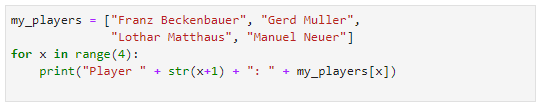 my_players = ["Franz Beckenbauer", "Gerd Muller",
              "Lothar Matthaus", "Manuel Neuer"]
for x in range(4):
    print("Player " + str(x+1) + ": " + my_players[x])